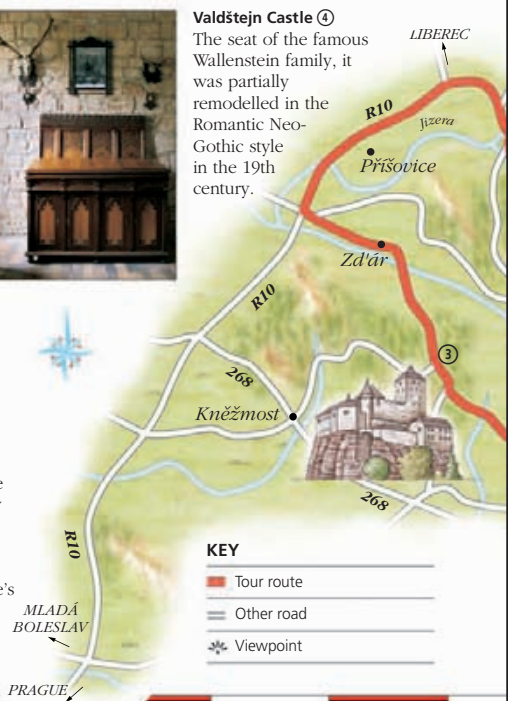 Valdštejn Castle ④
The seat of the famous
Wallenstein family, it
was partially
remodelled in the
Romantic Neo-
Gothic style
in the 19th
century.
LIBEREC
R10
Jizera
Příšovice
Zd'ár
R10
③
268
Kněžmost
268
R10
e's
MLADÁ
BOLESLAV
PRAGUE
KEY
Tour route
Other road
Viewpoint